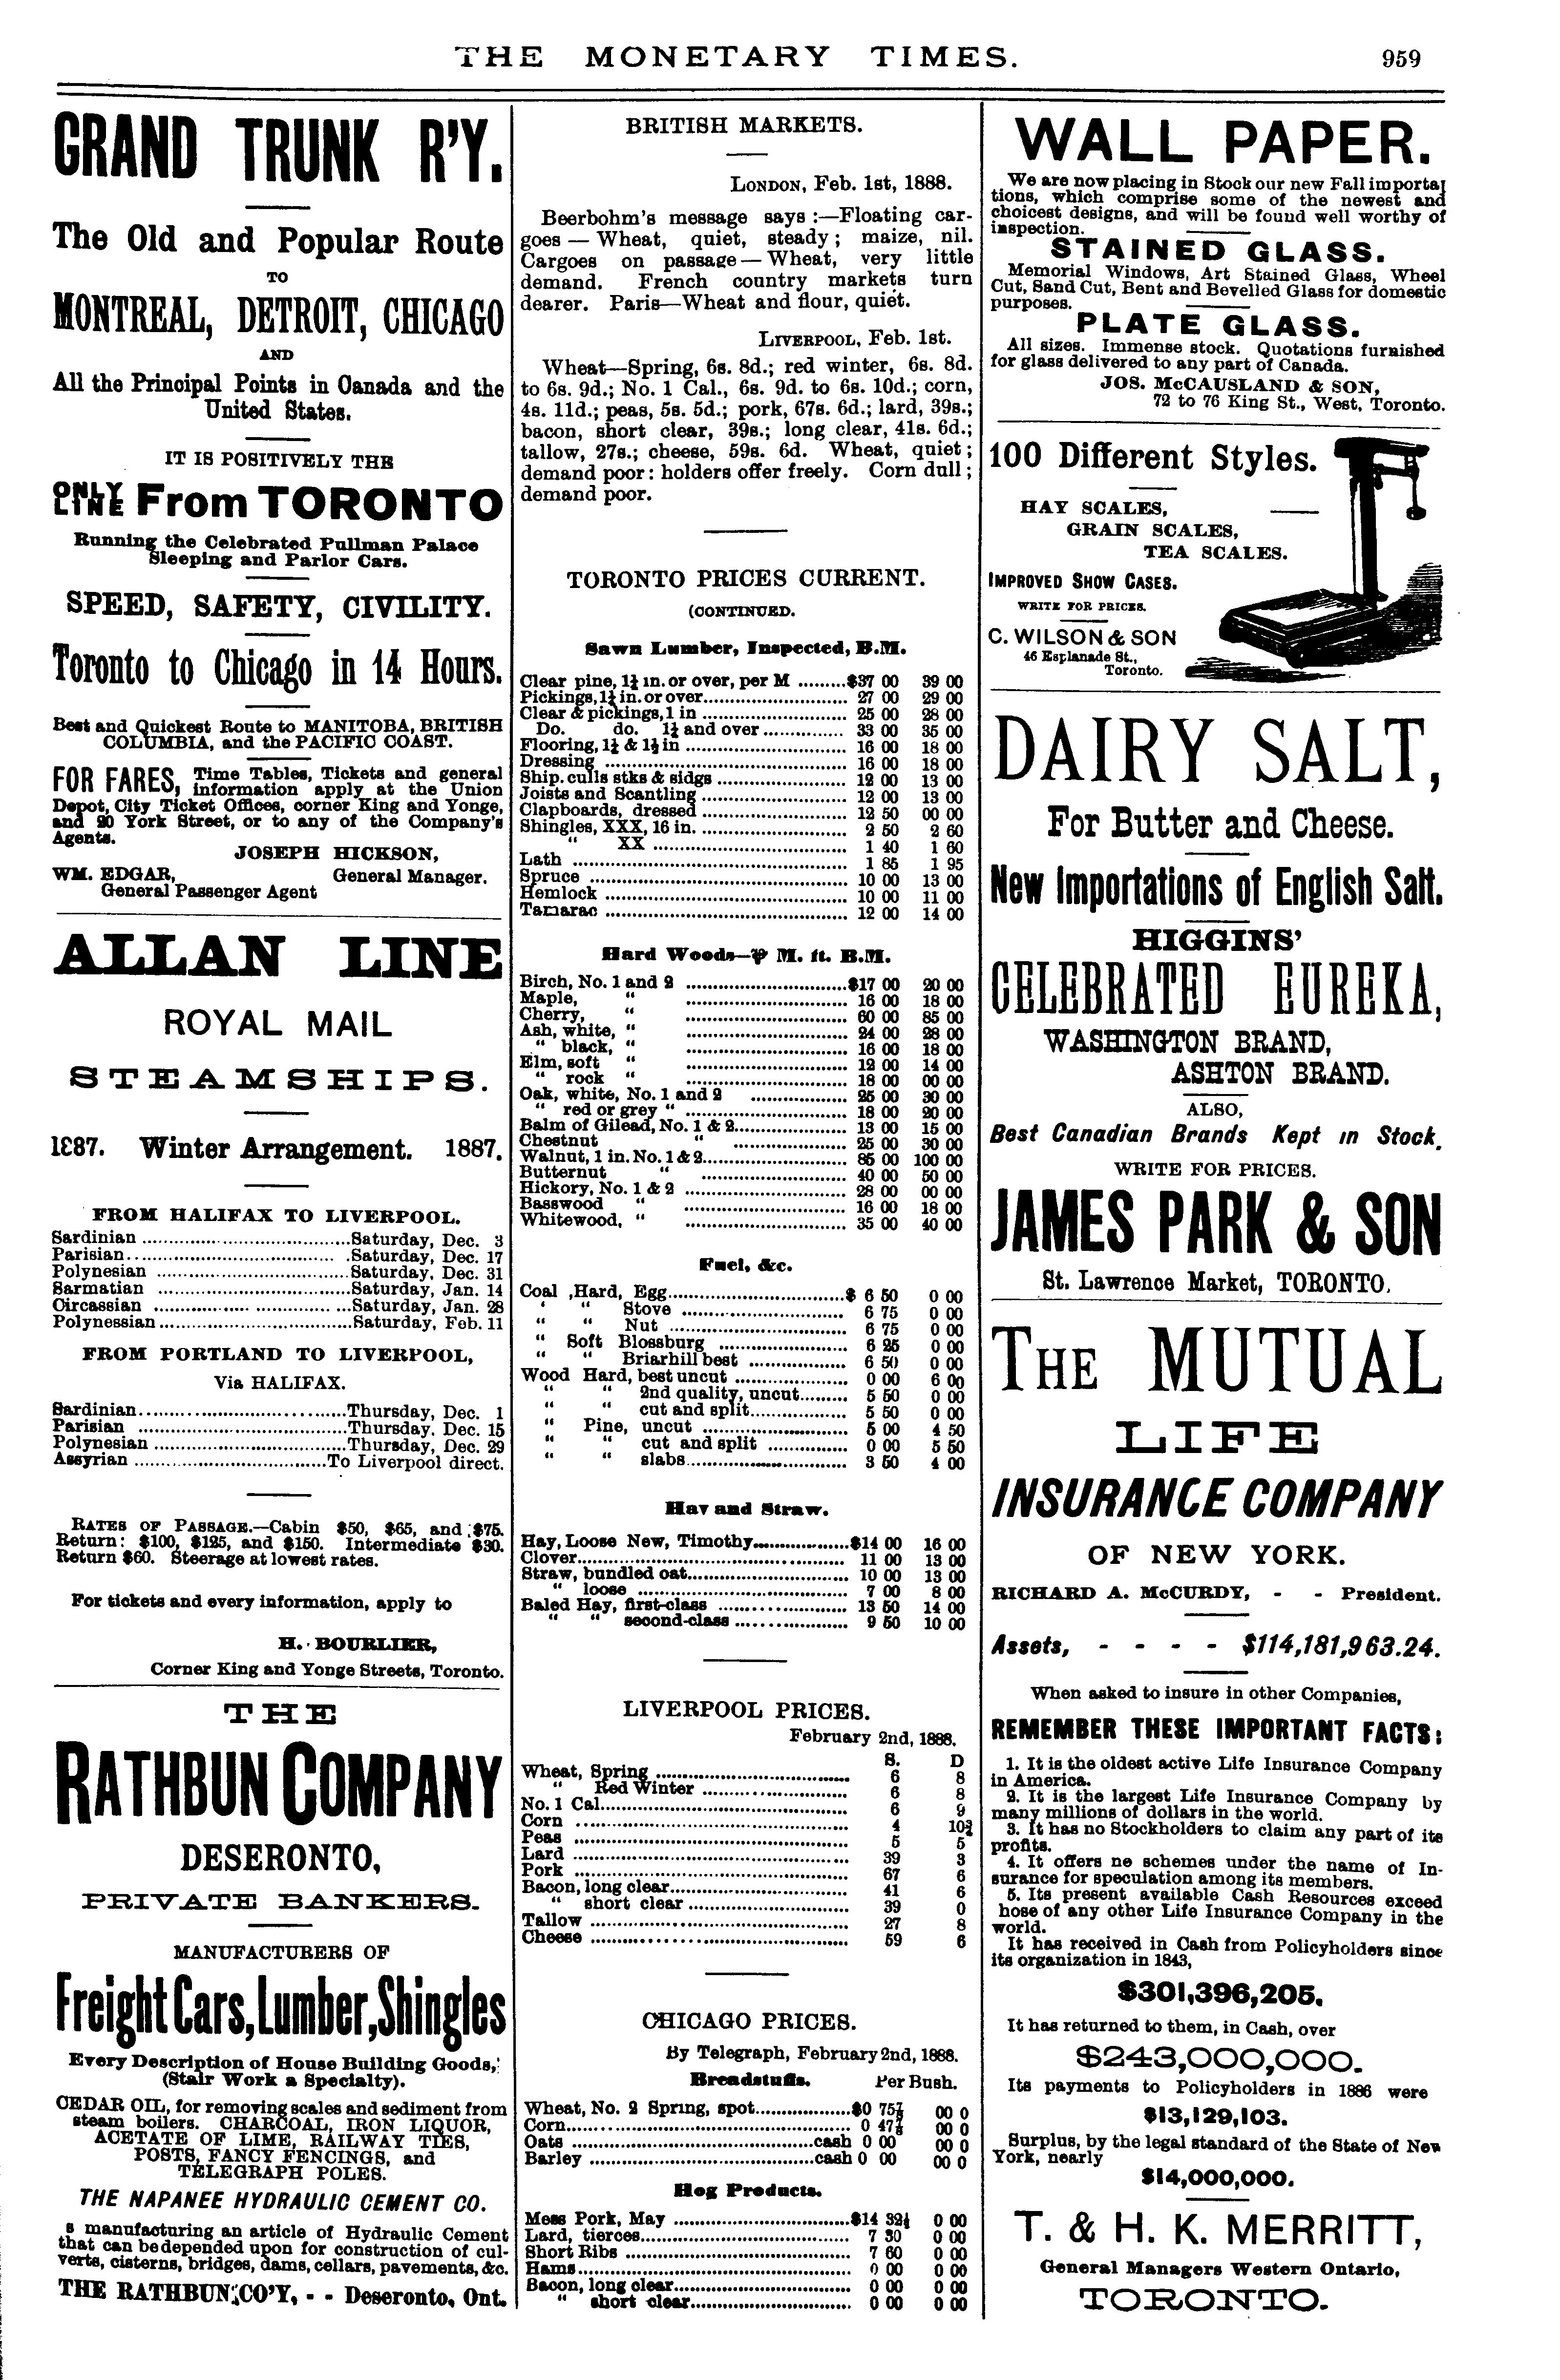 THE MONETARY TIMES. 959
GRAND TRUNK R'Y.
The Old and Popular Route
TO
MONTREAL, DETROIT, CHICAGO
AND
All the Principal Points in Canada and the
United States.
IT IS POSITIVELY THE
ONLY LINE From TORONTO
Running the Celebrated Pullman Palace
Sleeping and Parlor Cars.
SPEED, SAFETY, CIVILITY.
Toronto to Chicago in 14 Hours.
Best and Quickest Route to MANITOBA, BRITISH
COLUMBIA, and the PACIFIC COAST.
FOR FARES, Time Tables, Tickets and general
information apply at the Union
Depot, City Ticket Offices, corner King and Yonge,
and 20 York Street, or to any of the Company's
Agents.
JOSEPH HICKSON,
WM. EDGAR, General Manager.
General Passenger Agent
ALLAN LINE
ROYAL MAIL
STEAMSHIPS.
1887. Winter Arrangement. 1887.
FROM HALIFAX TO LIVERPOOL.
Sardinian ......Saturday, Dec. 3
Parisian......Saturday, Dec. 17
Polynesian ......Saturday, Dec. 31
Sarmatian ......Saturday, Jan. 14
Circassian ......Saturday, Jan. 28
Polynessian......Saturday, Feb. 11
FROM PORTLAND TO LIVERPOOL,
Via HALIFAX.
Sardinian......Thursday, Dec. 1
Parisian ......Thursday, Dec. 15
Polynesian ......Thursday, Dec. 29
Assyrian ......To Liverpool direct.
RATES OF PASSAGE.—Cabin $50, $65, and $75.
Return: $100, $125, and $150. Intermediate $30.
Return $60. Steerage at lowest rates.
For tickets and every information, apply to
H. BOURLIER,
Corner King and Yonge Streets, Toronto.
THE
RATHBUN COMPANY
DESERONTO,
PRIVATE BANKERS.
MANUFACTURERS OF
Freight Cars, Lumber, Shingles
Every Description of House Building Goods,
(Stair Work a Specialty).
CEDAR OIL, for removing scales and sediment from
steam boilers. CHARCOAL, IRON LIQUOR,
ACETATE OF LIME, RAILWAY TIES,
POSTS, FANCY FENCINGS, and
TELEGRAPH POLES.
THE NAPANEE HYDRAULIC CEMENT CO.
s manufacturing an article of Hydraulic Cement
that can be depended upon for construction of cul-
verts, cisterns, bridges, dams, cellars, pavements, &c.
THE RATHBUN CO'Y, - - Deseronto, Ont.
BRITISH MARKETS.
LONDON, Feb. 1st, 1888.
Beerbohm's message says :—Floating car-
goes — Wheat, quiet, steady; maize, nil.
Cargoes on passage — Wheat, very little
demand. French country markets turn
dearer. Paris—Wheat and flour, quiet.
LIVERPOOL, Feb. 1st.
Wheat—Spring, 6s. 8d.; red winter, 6s. 8d.
to 6s. 9d.; No. 1 Cal., 6s. 9d. to 6s. 10d.; corn,
4s. 11d.; peas, 5s. 5d.; pork, 67s. 6d.; lard, 39s.;
bacon, short clear, 39s.; long clear, 41s. 6d.;
tallow, 27s.; cheese, 59s. 6d. Wheat, quiet;
demand poor: holders offer freely. Corn dull;
demand poor.
TORONTO PRICES CURRENT.
(CONTINUED.
Sawn Lumber, Inspected, B.M.
Clear pine, 1¼ in. or over, per M ......$37 00 39 00
Pickings, 1¼ in. or over...... 27 00 29 00
Clear & pickings, 1 in ...... 25 00 28 00
Do. do. 1¼ and over ...... 33 00 35 00
Flooring, 1¼ & 1½ in ...... 16 00 18 00
Dressing ...... 16 00 18 00
Ship. culls stks & sidgs ...... 12 00 13 00
Joists and Scantling ...... 12 00 13 00
Clapboards, dressed ...... 12 50 00 00
Shingles, XXX, 16 in. ...... 2 50 2 60
" XX ...... 1 40 1 60
Lath ...... 1 85 1 95
Spruce ...... 10 00 13 00
Hemlock ...... 10 00 11 00
Tamarac ...... 12 00 14 00
Hard Woods—₱ M. ft. B.M.
Birch, No. 1 and 2 ......$17 00 20 00
Maple, " ...... 16 00 18 00
Cherry, " ...... 60 00 85 00
Ash, white, " ...... 24 00 28 00
" black, " ...... 16 00 18 00
Elm, soft " ...... 12 00 14 00
" rock " ...... 18 00 00 00
Oak, white, No. 1 and 2 ...... 25 00 30 00
" red or grey " ...... 18 00 20 00
Balm of Gilead, No. 1 & 2...... 13 00 15 00
Chestnut " ...... 25 00 30 00
Walnut, 1 in. No. 1 & 2...... 85 00 100 00
Butternut " ...... 40 00 50 00
Hickory, No. 1 & 2 ...... 28 00 00 00
Basswood " ...... 16 00 18 00
Whitewood, " ...... 35 00 40 00
Fuel, &c.
Coal, Hard, Egg......$ 6 50 0 00
" " Stove ...... 6 75 0 00
" " Nut ...... 6 75 0 00
" Soft Blossburg ...... 6 25 0 00
" " Briarhill best ...... 6 50 0 00
Wood Hard, best uncut ...... 0 00 6 00
" " 2nd quality, uncut...... 5 50 0 00
" " cut and split...... 5 50 0 00
" Pine, uncut ...... 5 00 4 50
" " cut and split ...... 0 00 5 50
" " slabs...... 3 50 4 00
Hay and Straw.
Hay, Loose New, Timothy......$14 00 16 00
Clover...... 11 00 13 00
Straw, bundled oat...... 10 00 13 00
" loose ...... 7 00 8 00
Baled Hay, first-class ...... 13 50 14 00
" " second-class ...... 9 50 10 00
LIVERPOOL PRICES.
February 2nd, 1888.
S. D
Wheat, Spring ...... 6 8
" Red Winter ...... 6 8
No. 1 Cal...... 6 9
Corn ...... 4 10¾
Peas ...... 5 5
Lard ...... 39 3
Pork ...... 67 6
Bacon, long clear...... 41 6
" short clear ...... 39 0
Tallow ...... 27 8
Cheese ...... 59 6
CHICAGO PRICES.
By Telegraph, February 2nd, 1888.
Breadstuffs. Per Bush.
Wheat, No. 2 Spring, spot......$0 75⅞ 00 0
Corn...... 0 47⅞ 00 0
Oats ......cash 0 00 00 0
Barley ......cash 0 00 00 0
Hog Products.
Mess Pork, May ......$14 32½ 0 00
Lard, tierces...... 7 30 0 00
Short Ribs ...... 7 60 0 00
Hams...... 0 00 0 00
Bacon, long clear...... 0 00 0 00
" short clear...... 0 00 0 00
WALL PAPER.
We are now placing in Stock our new Fall importa
tions, which comprise some of the newest and
choicest designs, and will be found well worthy of
inspection.
STAINED GLASS.
Memorial Windows, Art Stained Glass, Wheel
Cut, Sand Cut, Bent and Bevelled Glass for domestic
purposes.
PLATE GLASS.
All sizes. Immense stock. Quotations furnished
for glass delivered to any part of Canada.
JOS. McCAUSLAND & SON,
72 to 76 King St., West, Toronto.
100 Different Styles.
HAY SCALES,
GRAIN SCALES,
TEA SCALES.
IMPROVED SHOW CASES.
WRITE FOR PRICES.
C. WILSON & SON
46 Esplanade St.,
Toronto.
DAIRY SALT,
For Butter and Cheese.
New Importations of English Salt.
HIGGINS'
CELEBRATED EUREKA,
WASHINGTON BRAND,
ASHTON BRAND.
ALSO,
Best Canadian Brands Kept in Stock.
WRITE FOR PRICES.
JAMES PARK & SON
St. Lawrence Market, TORONTO.
THE MUTUAL
LIFE
INSURANCE COMPANY
OF NEW YORK.
RICHARD A. McCURDY, - - President.
Assets, - - - - $114,181,963.24.
When asked to insure in other Companies,
REMEMBER THESE IMPORTANT FACTS:
1. It is the oldest active Life Insurance Company
in America.
2. It is the largest Life Insurance Company by
many millions of dollars in the world.
3. It has no Stockholders to claim any part of its
profits.
4. It offers ne schemes under the name of In-
surance for speculation among its members.
5. Its present available Cash Resources exceed
hose of any other Life Insurance Company in the
world.
It has received in Cash from Policyholders since
its organization in 1843,
$301,396,205.
It has returned to them, in Cash, over
$243,000,000.
Its payments to Policyholders in 1886 were
$13,129,103.
Surplus, by the legal standard of the State of New
York, nearly
$14,000,000.
T. & H. K. MERRITT,
General Managers Western Ontario,
TORONTO.